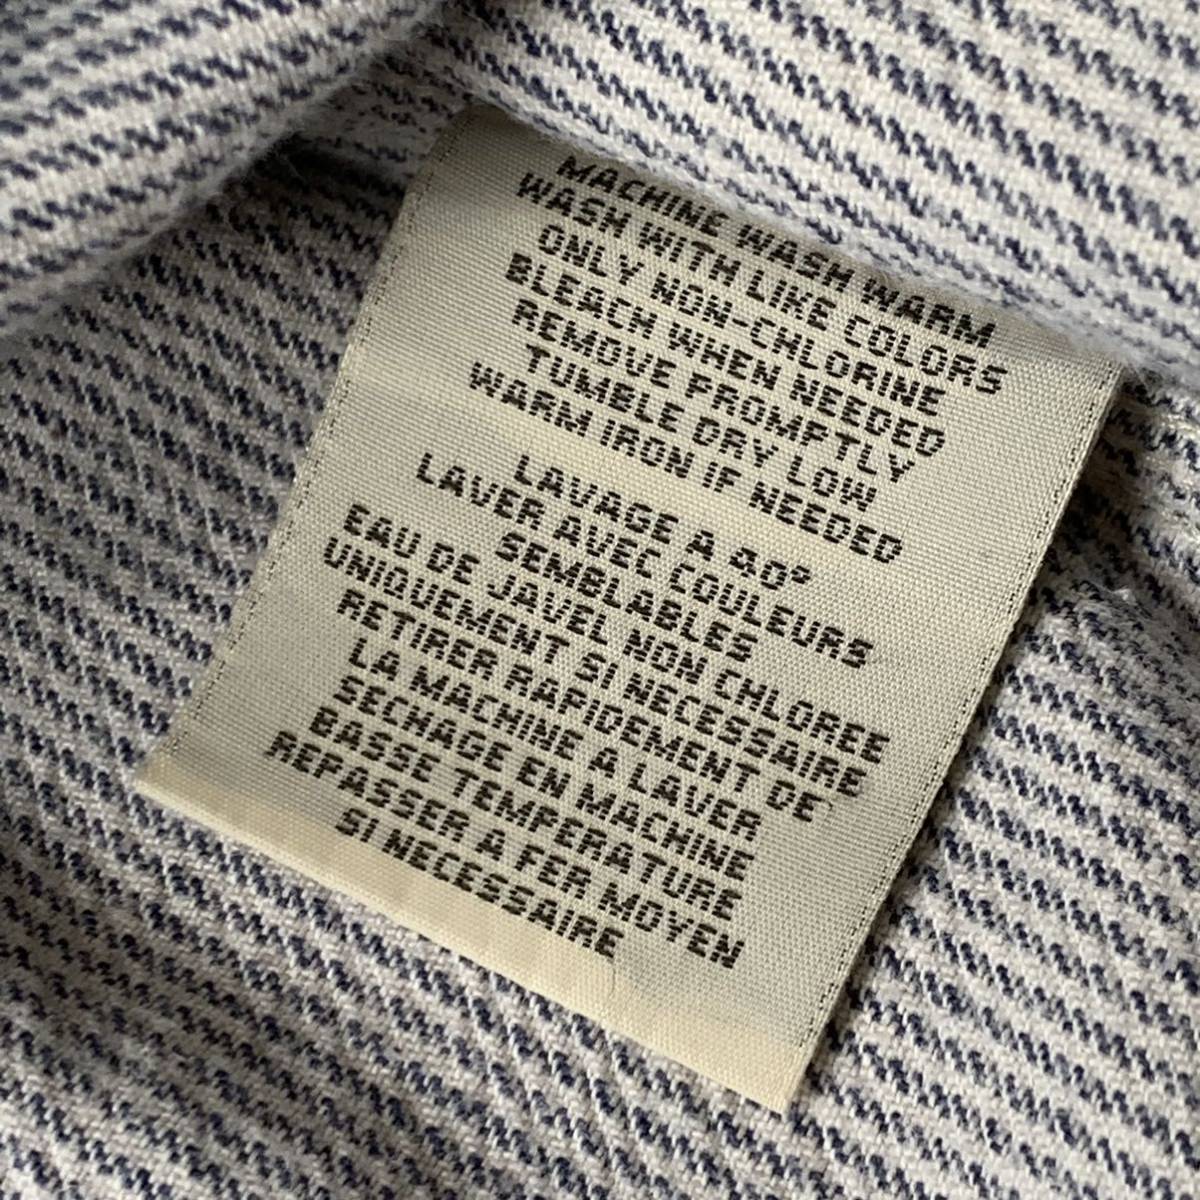 MACHINE WASH WARM
WASH WITH LIKE COLORS
ONLY NON-CHLORINE
BLEACH WHEN NEEDED
REMOVE PROMPTLY
TUMBLE DRY LOW
WARM IRON IF NEEDED
LAVAGE A 40°
LAVER AVEC COULEURS
SEMBLABLES
EAU DE JAVEL NON CHLOREE
UNIQUEMENT SI NECESSAIRE
RETIRER RAPIDEMENT DE
LA MACHINE A LAVER
SECHAGE EN MACHINE
BASSE TEMPERATURE
REPASSER A FER MOYEN
SI NECESSAIRE